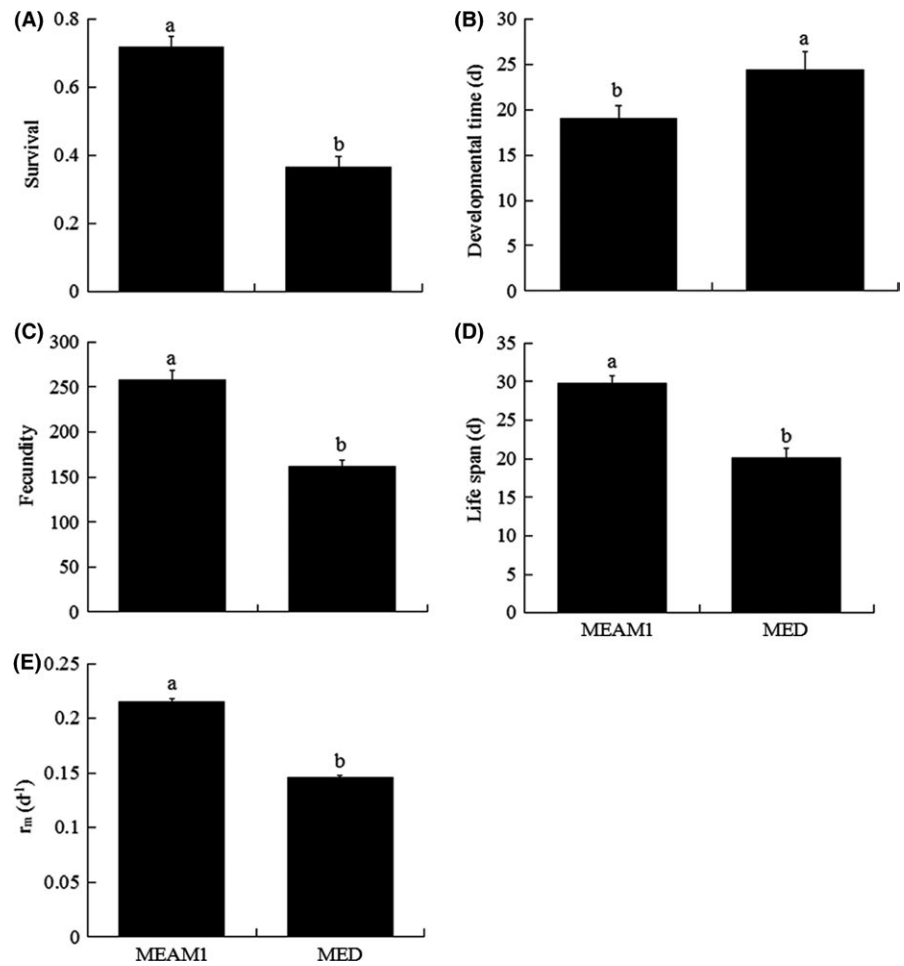 (A)
0.8
0.6
0.4
0.2
0
Survival
a
b
(B)
30
25
20
15
10
5
0
Developmental time (d)
b
a
(C)
300
250
200
150
100
50
0
Fecundity
a
b
(D)
35
30
25
20
15
10
5
0
Life span (d)
a
b
MEAM1 MED
(E)
0.25
0.2
0.15
0.1
0.05
0
rm (d-1)
a
b
MEAM1 MED